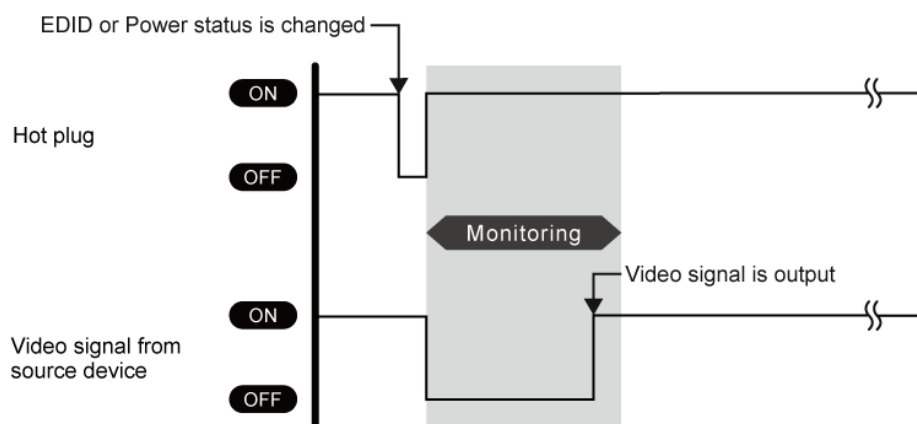 EDID or Power status is changed
ON
Hot plug
OFF
Monitoring
Video signal is output
ON
Video signal from
source device
OFF